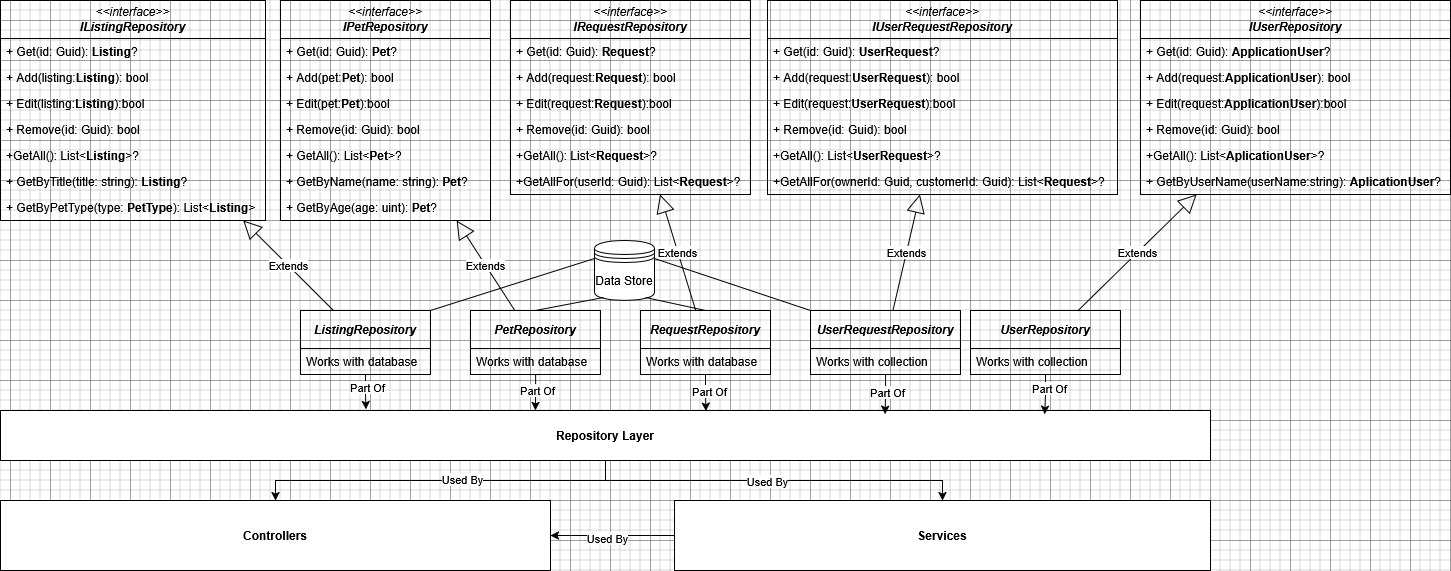 <<interface>>
IListingRepository
+ Get(id: Guid): Listing?
+ Add(listing:Listing): bool
+ Edit(listing:Listing):bool
+ Remove(id: Guid): bool
+GetAll(): List<Listing>?
+ GetByTitle(title: string): Listing?
+ GetByPetType(type: PetType): List<Listing>
<<interface>>
IPetRepository
+ Get(id: Guid): Pet?
+ Add(pet:Pet): bool
+ Edit(pet:Pet):bool
+ Remove(id: Guid): bool
+ GetAll(): List<Pet>?
+ GetByName(name: string): Pet?
+ GetByAge(age: uint): Pet?
<<interface>>
IRequestRepository
+ Get(id: Guid): Request?
+ Add(request:Request): bool
+ Edit(request:Request):bool
+ Remove(id: Guid): bool
+GetAll(): List<Request>?
+GetAllFor(userId: Guid): List<Request>?
<<interface>>
IUserRequestRepository
+ Get(id: Guid): UserRequest?
+ Add(request:UserRequest): bool
+ Edit(request:UserRequest):bool
+ Remove(id: Guid): bool
+GetAll(): List<UserRequest>?
+GetAllFor(ownerId: Guid, customerId: Guid): List<Request>?
<<interface>>
IUserRepository
+ Get(id: Guid): ApplicationUser?
+ Add(request:ApplicationUser): bool
+ Edit(request:ApplicationUser):bool
+ Remove(id: Guid): bool
+GetAll(): List<AplicationUser>?
+ GetByUserName(userName:string): AplicationUser?
Extends
Extends
Extends
Extends
Extends
Data Store
ListingRepository
Works with database
PetRepository
Works with database
RequestRepository
Works with database
UserRequestRepository
Works with collection
UserRepository
Works with collection
Part Of
Part Of
Part Of
Part Of
Part Of
Repository Layer
Used By
Used By
Controllers
Used By
Services